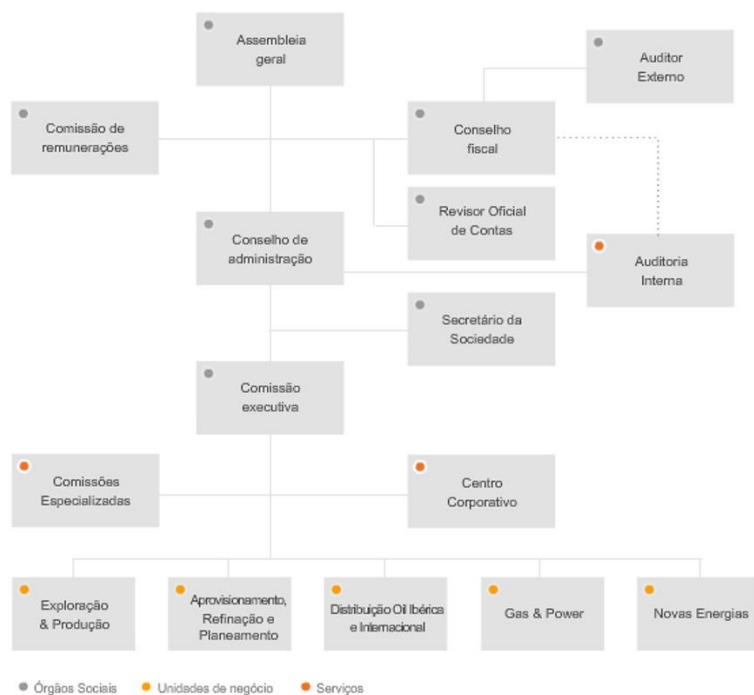 Assembleia
geral
Auditor
Externo
Comissão de
remunerações
Conselho
fiscal
Revisor Oficial
de Contas
Conselho de
administração
Auditoria
Interna
Secretário da
Sociedade
Comissão
executiva
Comissões
Especializadas
Centro
Corporativo
Exploração
& Produção
Aprovisionamento,
Refinação e
Planeamento
Distribuição Oil Ibérica
e Internacional
Gas & Power
Novas Energias
Órgãos Sociais
Unidades de negócio
Serviços